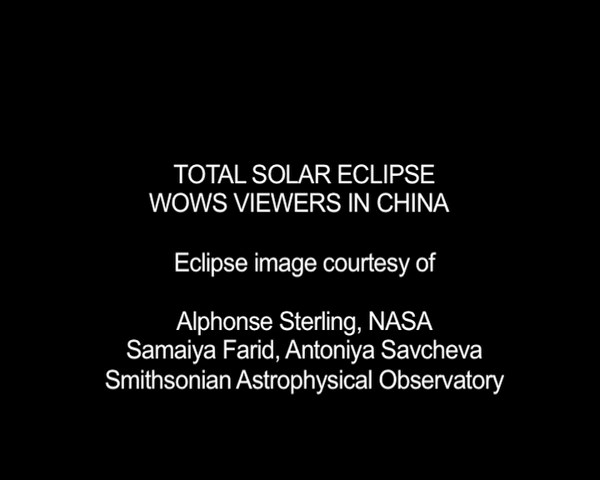 TOTAL SOLAR ECLIPSE
WOWS VIEWERS IN CHINA
Eclipse image courtesy of
Alphonse Sterling, NASA
Samaiya Farid, Antoniya Savcheva
Smithsonian Astrophysical Observatory